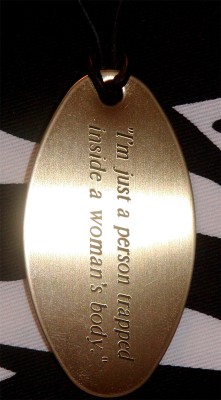 "I'm just a person trapped
inside a woman's body."